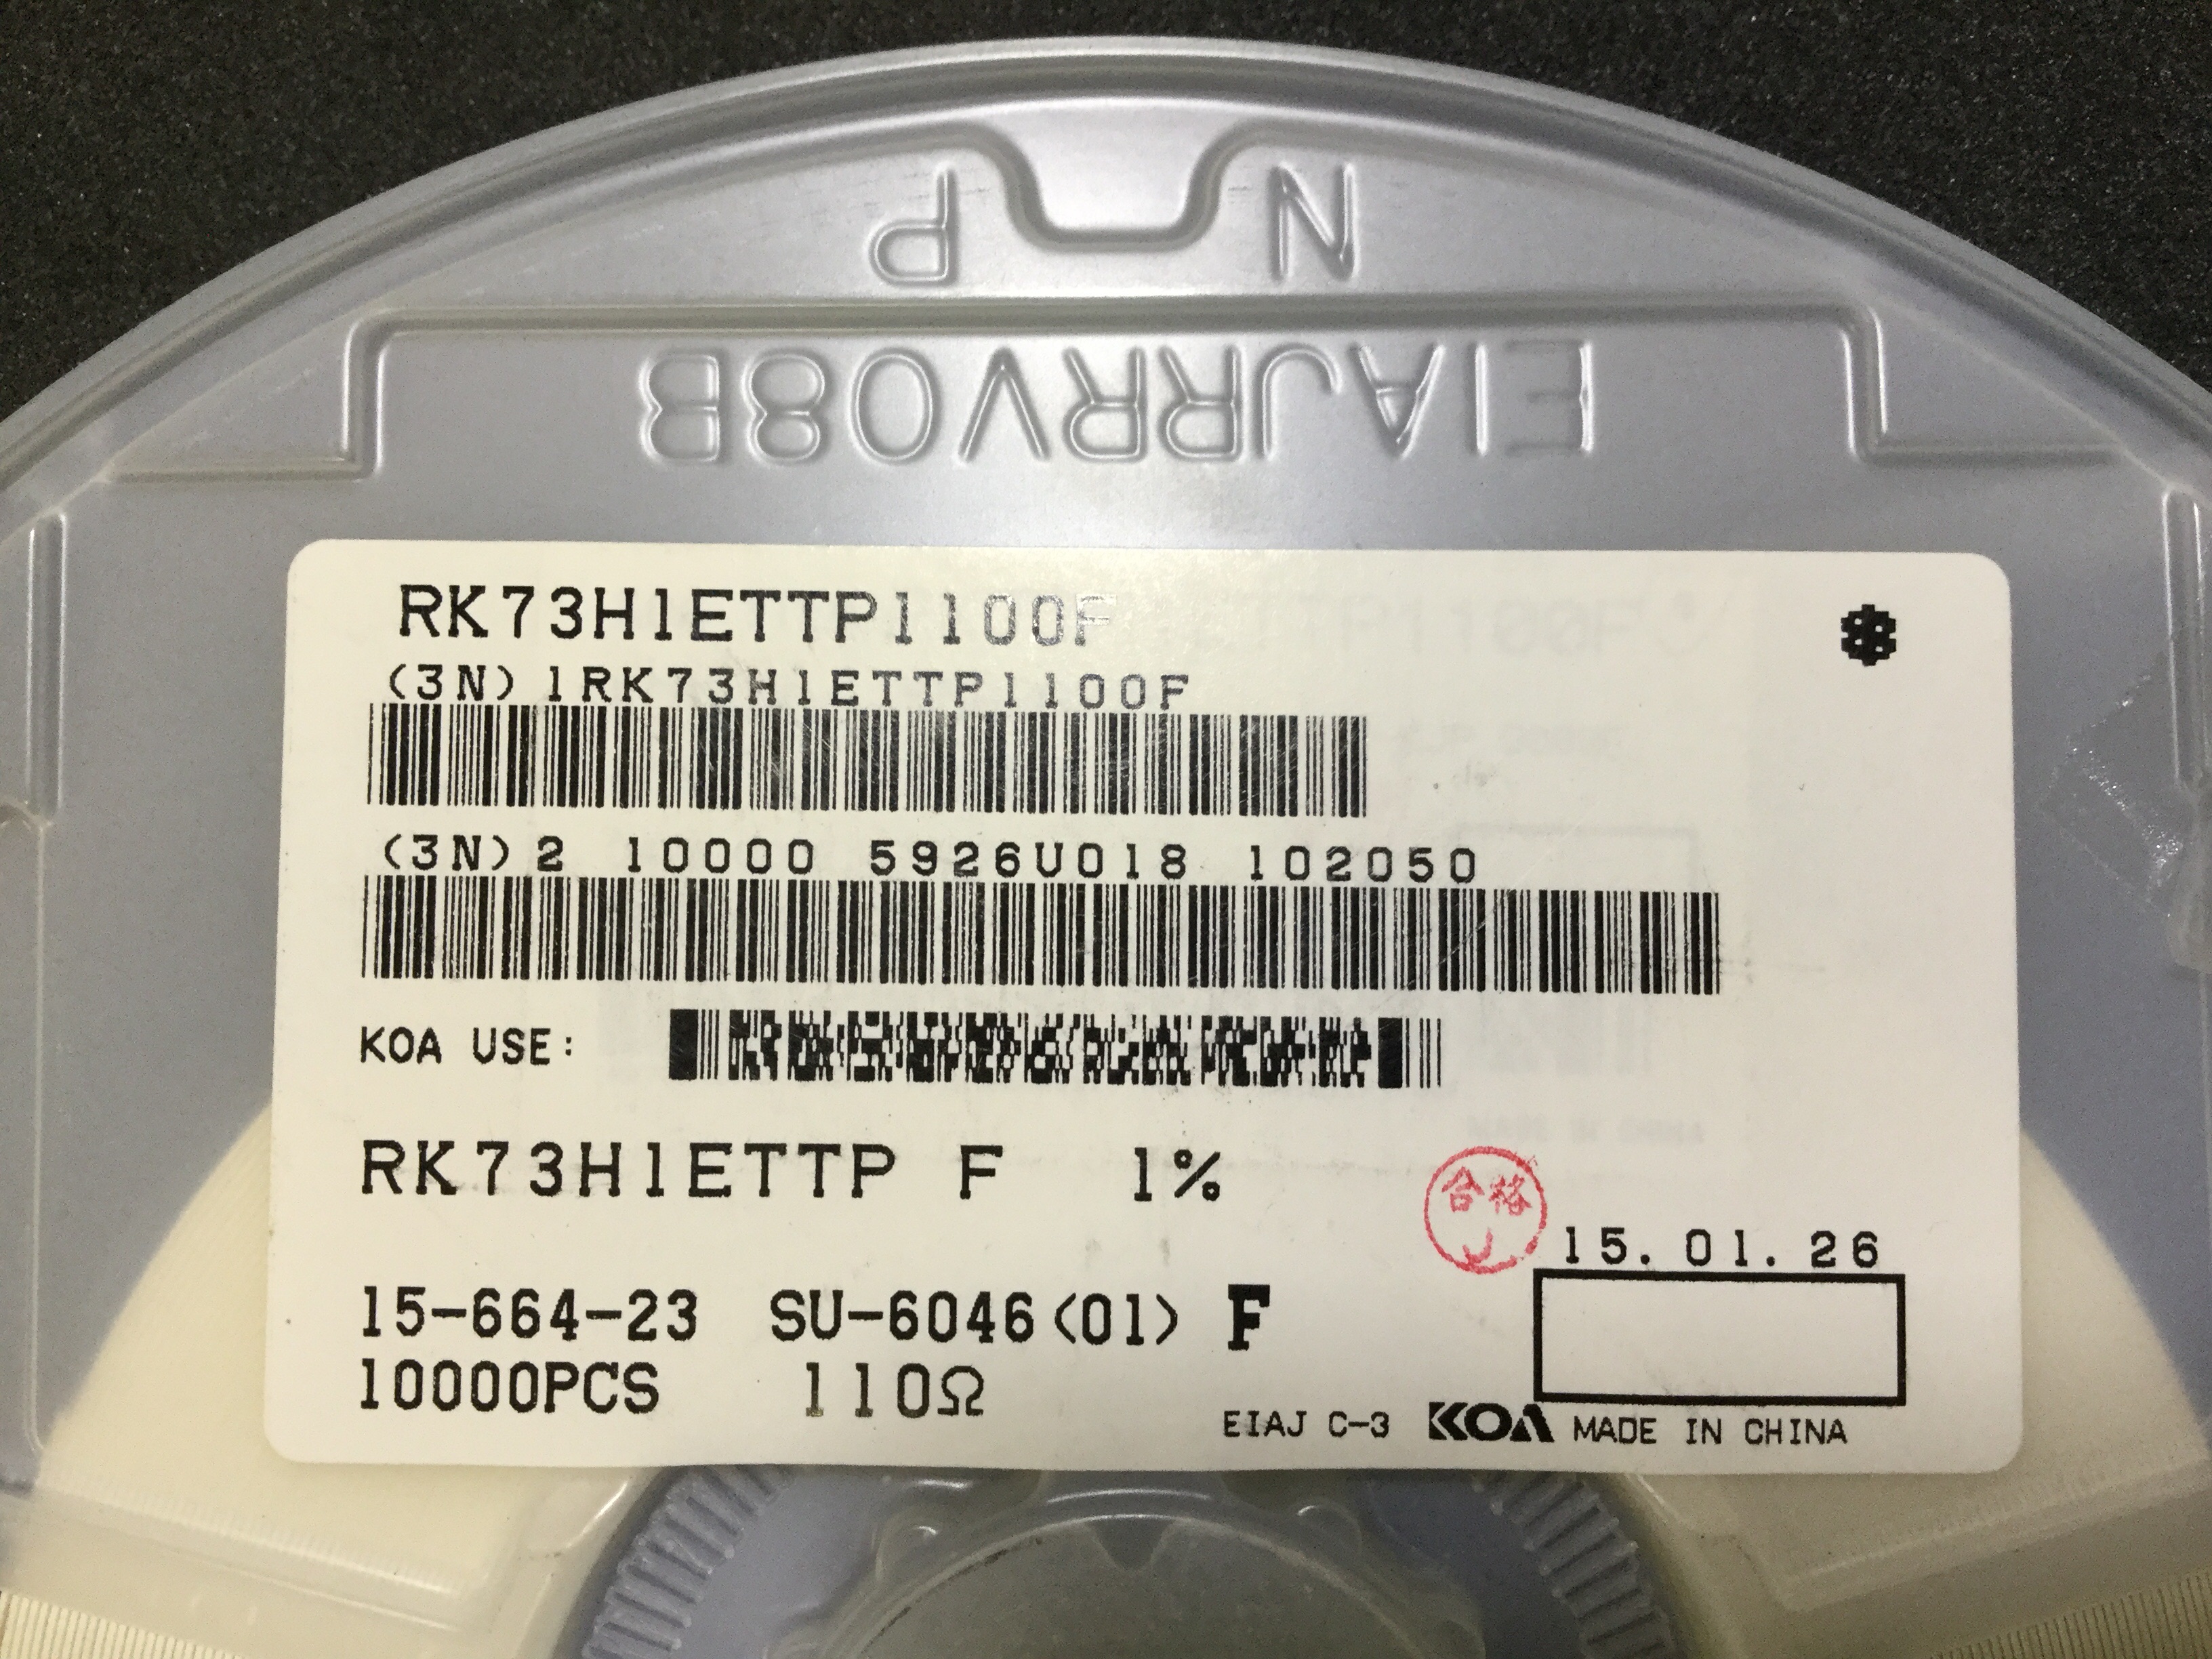 N P
EIAJRRV08B
RK73H1ETTP1100F
(3N)1RK73H1ETTP1100F
(3N)2 10000 5926U018 102050
KOA USE:
RK73H1ETTP F 1%
合格
J
15.01.26
15-664-23 SU-6046(01) F
10000PCS 110Ω
EIAJ C-3 KOA MADE IN CHINA